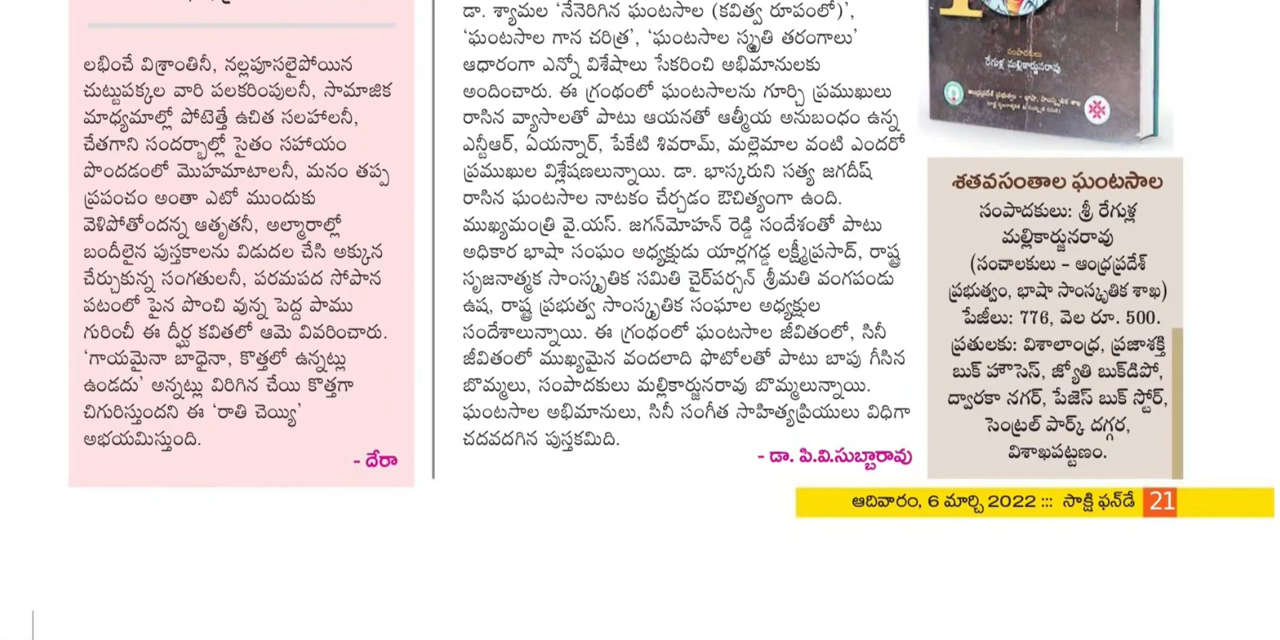 లభించే విశ్రాంతినీ, నల్లపూసలైపోయిన
చుట్టుపక్కల వారి పలకరింపులనీ, సామాజిక
మాధ్యమాల్లో పోటెత్తే ఉచిత సలహాలనీ,
చేతగాని సందర్భాల్లో సైతం సహాయం
పొందడంలో మొహమాటాలనీ, మనం తప్ప
ప్రపంచం అంతా ఎటో ముందుకు
వెళిపోతోందన్న ఆతృతనీ, అల్మారాల్లో
బందీలైన పుస్తకాలను విడుదల చేసి అక్కున
చేర్చుకున్న సంగతులనీ, పరమపద సోపాన
పటంలో పైన పొంచి వున్న పెద్ద పాము
గురించీ ఈ దీర్ఘ కవితలో ఆమె వివరించారు.
'గాయమైనా బాధైనా, కొత్తలో ఉన్నట్లు
ఉండదు' అన్నట్లు విరిగిన చేయి కొత్తగా
చిగురిస్తుందని ఈ 'రాతి చెయ్యి'
అభయమిస్తుంది.
- దేరా
డా. శ్యామల 'నేనెరిగిన ఘంటసాల (కవిత్వ రూపంలో)',
'ఘంటసాల గాన చరిత్ర', 'ఘంటసాల స్మృతి తరంగాలు'
ఆధారంగా ఎన్నో విశేషాలు సేకరించి అభిమానులకు
అందించారు. ఈ గ్రంథంలో ఘంటసాలను గూర్చి ప్రముఖులు
రాసిన వ్యాసాలతో పాటు ఆయనతో ఆత్మీయ అనుబంధం ఉన్న
ఎన్టీఆర్, ఏయన్నార్, పేకేటి శివరామ్, మల్లెమాల వంటి ఎందరో
ప్రముఖుల విశ్లేషణలున్నాయి. డా. భాస్కరుని సత్య జగదీష్
రాసిన ఘంటసాల నాటకం చేర్చడం ఔచిత్యంగా ఉంది.
ముఖ్యమంత్రి వై.యస్. జగన్‌మోహన్ రెడ్డి సందేశంతో పాటు
అధికార భాషా సంఘం అధ్యక్షుడు యార్లగడ్డ లక్ష్మీప్రసాద్, రాష్ట్ర
సృజనాత్మక సాంస్కృతిక సమితి చైర్‌పర్సన్ శ్రీమతి వంగపండు
ఉష, రాష్ట్ర ప్రభుత్వ సాంస్కృతిక సంఘాల అధ్యక్షుల
సందేశాలున్నాయి. ఈ గ్రంథంలో ఘంటసాల జీవితంలో, సినీ
జీవితంలో ముఖ్యమైన వందలాది ఫొటోలతో పాటు బాపు గీసిన
బొమ్మలు, సంపాదకులు మల్లికార్జునరావు బొమ్మలున్నాయి.
ఘంటసాల అభిమానులు, సినీ సంగీత సాహిత్యప్రియులు విధిగా
చదవదగిన పుస్తకమిది.
- డా. పి.వి.సుబ్బారావు
సంపాదకులు
రేగుళ్ల మల్లికార్జునరావు
శతవసంతాల ఘంటసాల
సంపాదకులు: శ్రీ రేగుళ్ల
మల్లికార్జునరావు
(సంచాలకులు – ఆంధ్రప్రదేశ్
ప్రభుత్వం, భాషా సాంస్కృతిక శాఖ)
పేజీలు: 776, వెల రూ. 500.
ప్రతులకు: విశాలాంధ్ర, ప్రజాశక్తి
బుక్ హౌసెస్, జ్యోతి బుక్‌డిపో,
ద్వారకా నగర్, పేజెస్ బుక్ స్టోర్,
సెంట్రల్ పార్క్ దగ్గర,
విశాఖపట్టణం.
ఆదివారం, 6 మార్చి 2022 ::: సాక్షి ఫన్‌డే 21